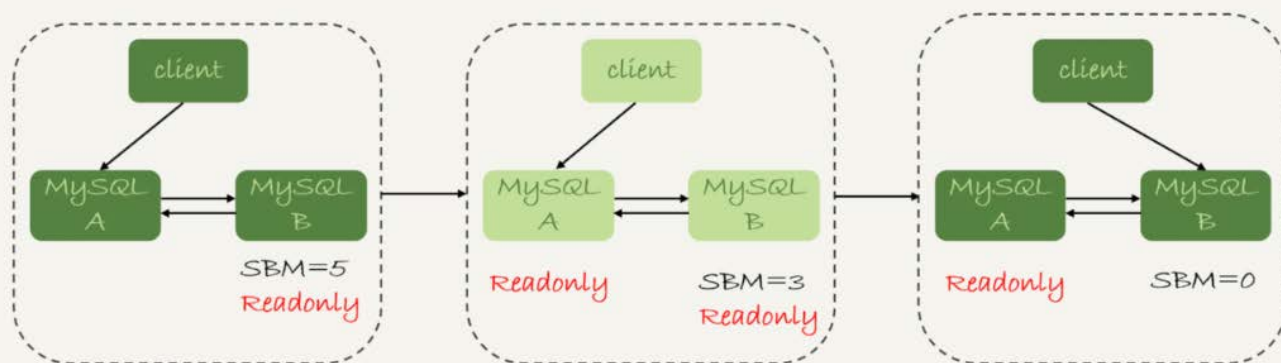 client
MySQL
A
MySQL
B
SBM=5
Readonly
client
MySQL
A
MySQL
B
Readonly
SBM=3
Readonly
client
MySQL
A
MySQL
B
Readonly
SBM=0